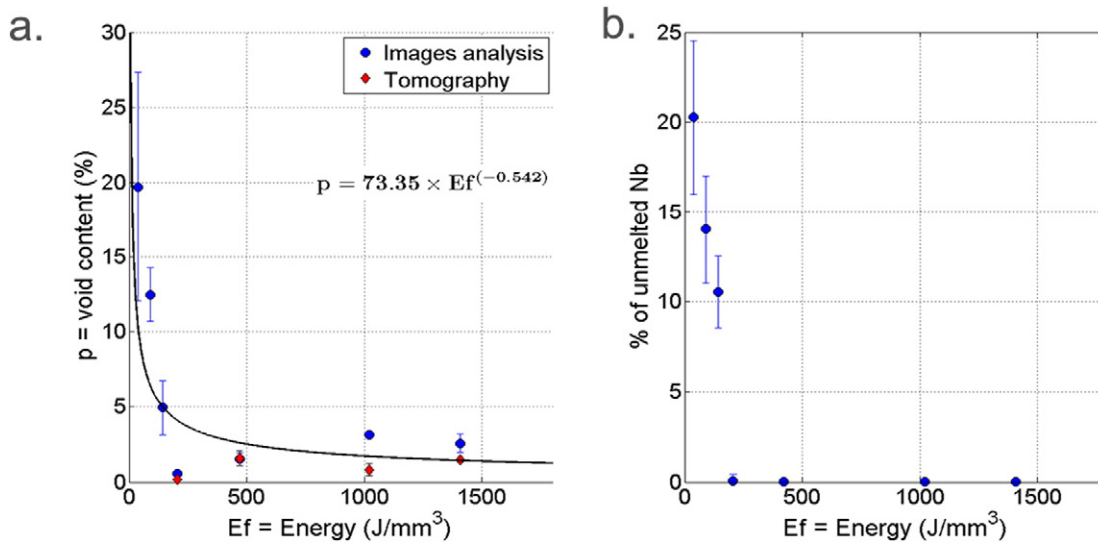 a.
30
25
20
15
10
5
0
p = void content (%)
Images analysis
Tomography
p = 73.35 × Ef^(-0.542)
0 500 1000 1500
Ef = Energy (J/mm³)
b.
25
20
15
10
5
0
% of unmelted Nb
0 500 1000 1500
Ef = Energy (J/mm³)